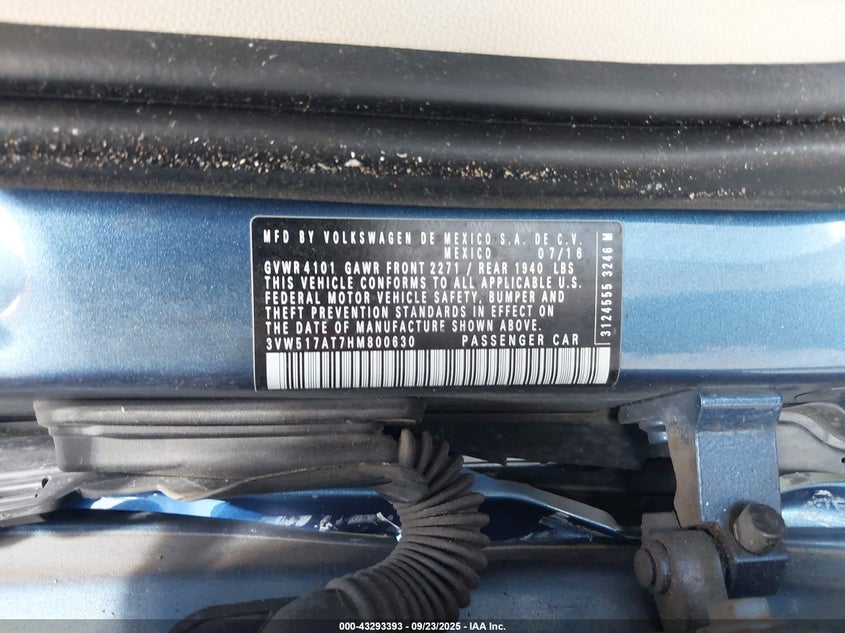 MFD BY VOLKSWAGEN DE MEXICO S.A. DE C.V.
MEXICO 07/16
GVWR 4101 GAWR FRONT 2271 / REAR 1940 LBS
THIS VEHICLE CONFORMS TO ALL APPLICABLE U.S.
FEDERAL MOTOR VEHICLE SAFETY, BUMPER AND
THEFT PREVENTION STANDARDS IN EFFECT ON
THE DATE OF MANUFACTURE SHOWN ABOVE.
3VW517AT7HM800630 PASSENGER CAR
3124555 3246 M
000-43293393 - 09/23/2025 - IAA Inc.